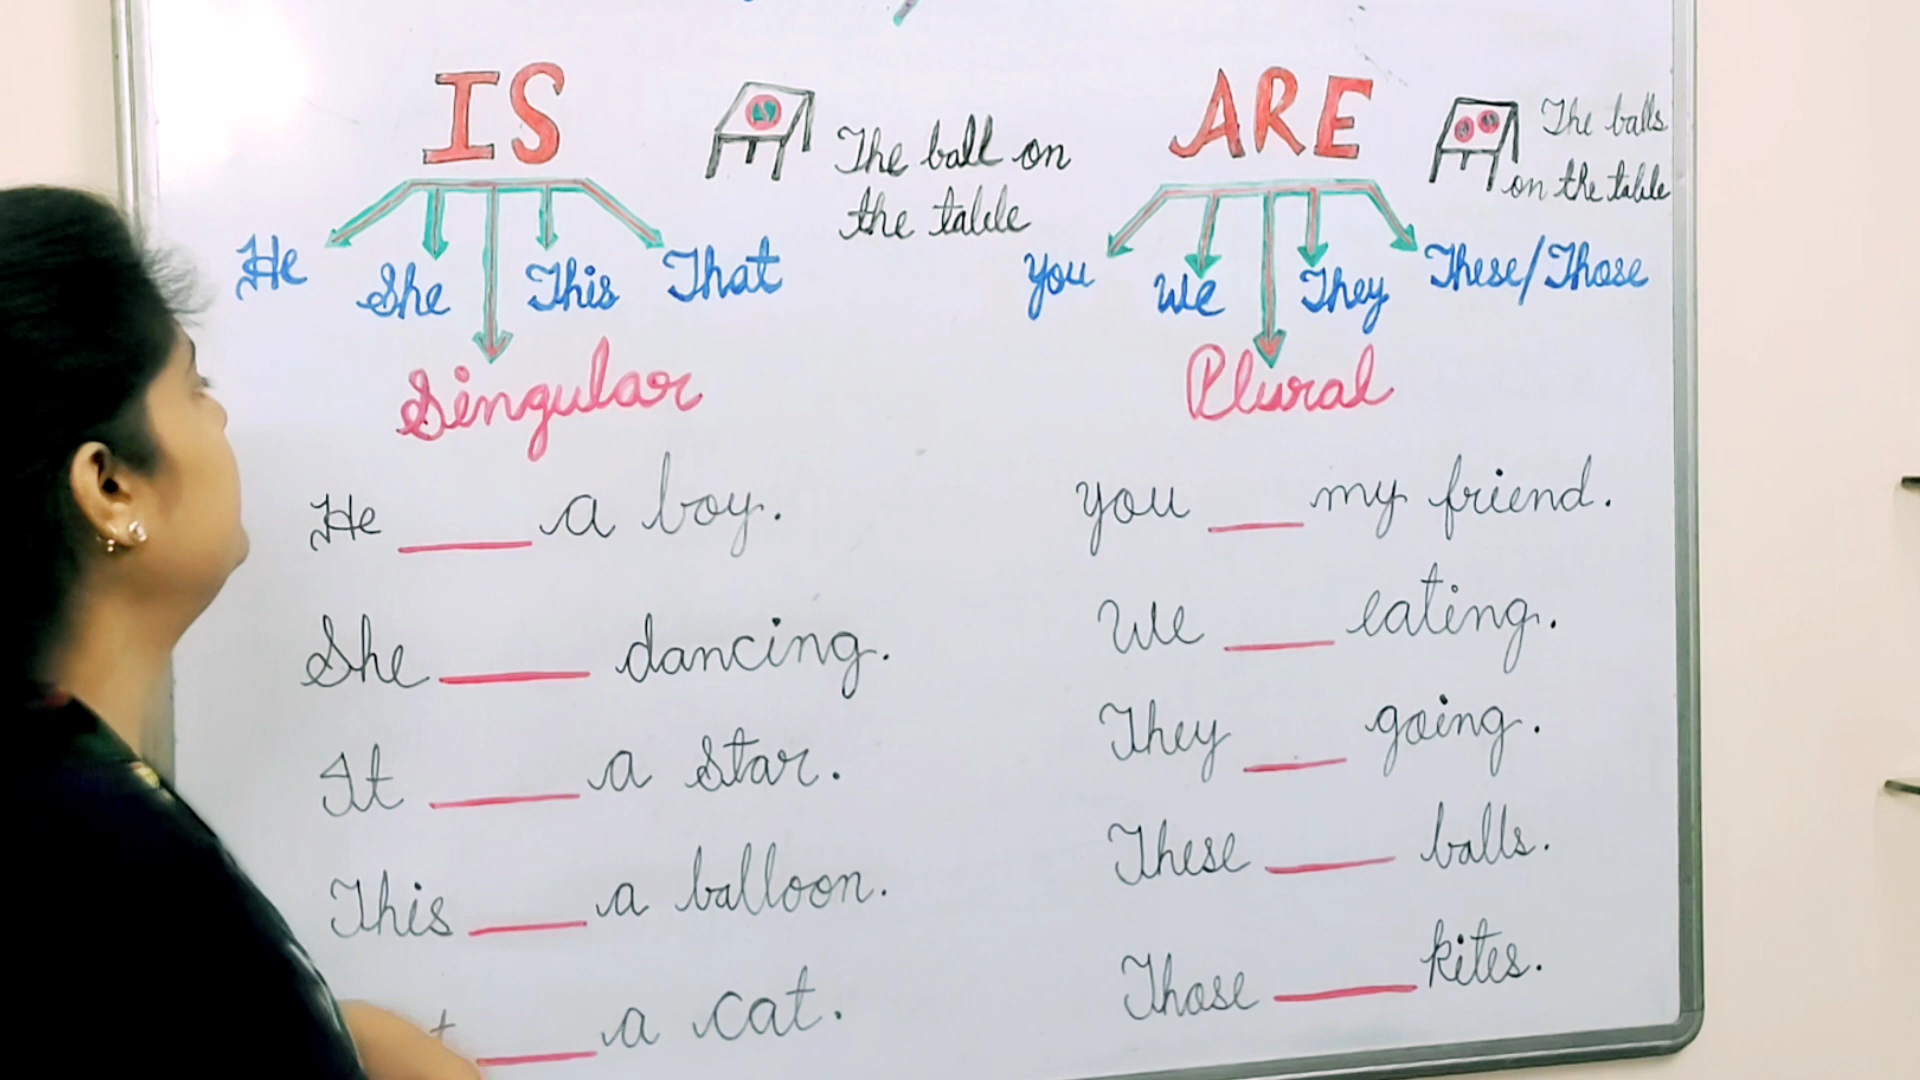 IS
The ball on
the table
He She This That
Singular
He ___ a boy.
She ___ dancing.
It ___ a star.
This ___ a balloon.
___ a cat.
ARE
The balls
on the table
you We They These/Those
Plural
you ___ my friend.
We ___ eating.
They ___ going.
These ___ balls.
Those ___ kites.